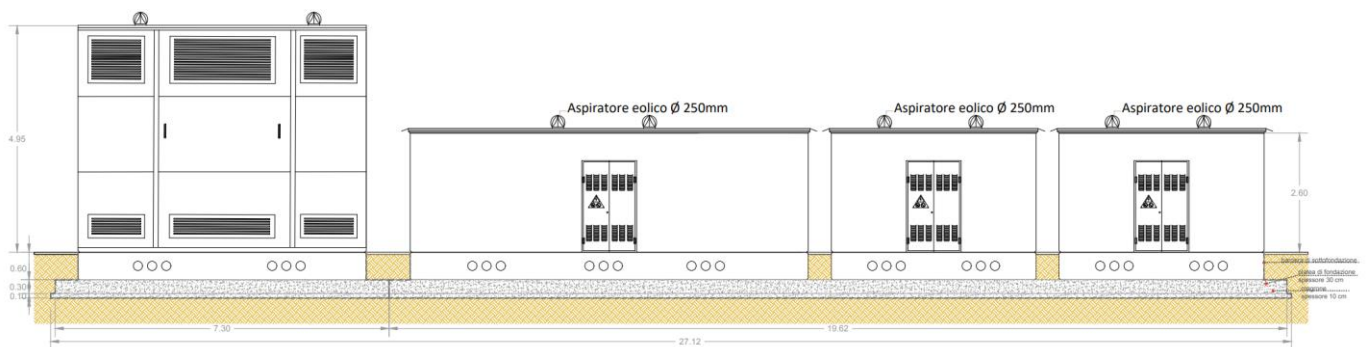 Aspiratore eolico Ø 250mm
Aspiratore eolico Ø 250mm
Aspiratore eolico Ø 250mm
4.95
2.60
0.60
0.30
0.10
di sottofondazione
platea di fondazione
spessore 30 cm
magrone
spessore 10 cm
7.30
19.62
27.12